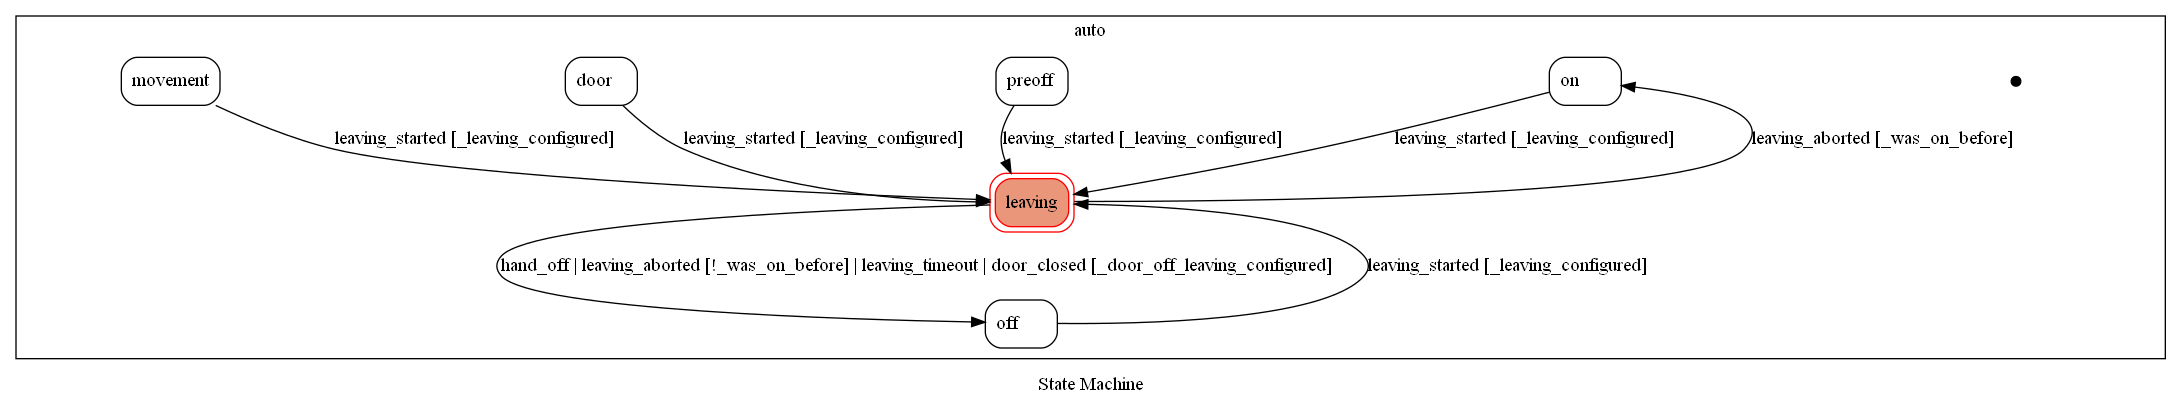 auto
movement
door
preoff
on
leaving_started [_leaving_configured]
leaving_started [_leaving_configured]
leaving_started [_leaving_configured]
leaving_started [_leaving_configured]
leaving_aborted [_was_on_before]
leaving
hand_off | leaving_aborted [!_was_on_before] | leaving_timeout | door_closed [_door_off_leaving_configured]
leaving_started [_leaving_configured]
off
State Machine